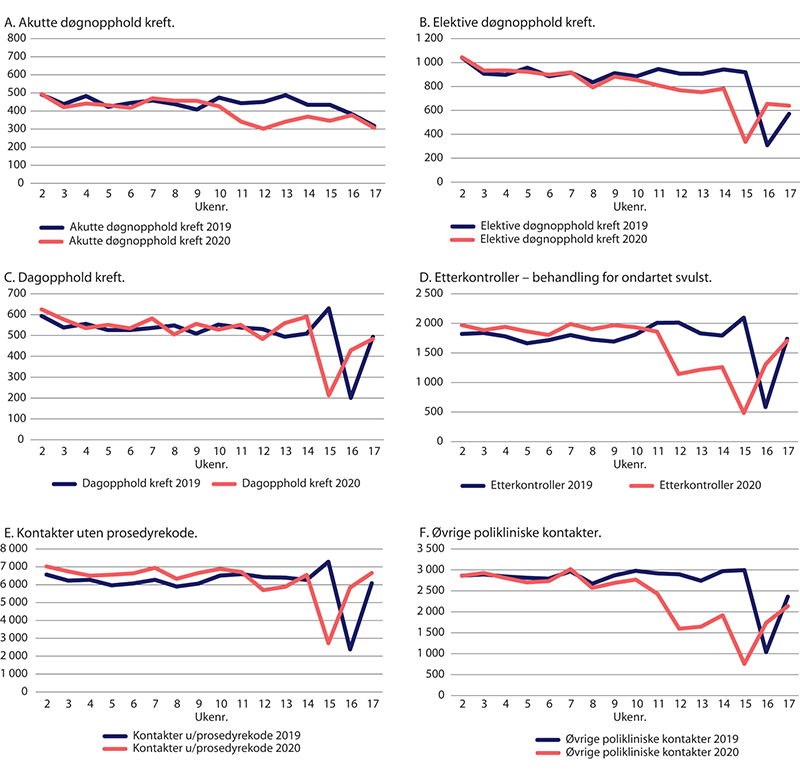 A. Akutte døgnopphold kreft.
800
700
600
500
400
300
200
100
0
2 3 4 5 6 7 8 9 10 11 12 13 14 15 16 17
Ukenr.
Akutte døgnopphold kreft 2019
Akutte døgnopphold kreft 2020
B. Elektive døgnopphold kreft.
1 200
1 000
800
600
400
200
0
2 3 4 5 6 7 8 9 10 11 12 13 14 15 16 17
Ukenr.
Elektive døgnopphold kreft 2019
Elektive døgnopphold kreft 2020
C. Dagopphold kreft.
700
600
500
400
300
200
100
0
2 3 4 5 6 7 8 9 10 11 12 13 14 15 16 17
Ukenr.
Dagopphold kreft 2019 Dagopphold kreft 2020
D. Etterkontroller – behandling for ondartet svulst.
2 500
2 000
1 500
1 000
500
0
2 3 4 5 6 7 8 9 10 11 12 13 14 15 16 17
Ukenr.
Etterkontroller 2019 Etterkontroller 2020
E. Kontakter uten prosedyrekode.
8 000
7 000
6 000
5 000
4 000
3 000
2 000
1 000
0
2 3 4 5 6 7 8 9 10 11 12 13 14 15 16 17
Ukenr.
Kontakter u/prosedyrekode 2019
Kontakter u/prosedyrekode 2020
F. Øvrige polikliniske kontakter.
3 500
3 000
2 500
2 000
1 500
1 000
500
0
2 3 4 5 6 7 8 9 10 11 12 13 14 15 16 17
Ukenr.
Øvrige polikliniske kontakter 2019
Øvrige polikliniske kontakter 2020